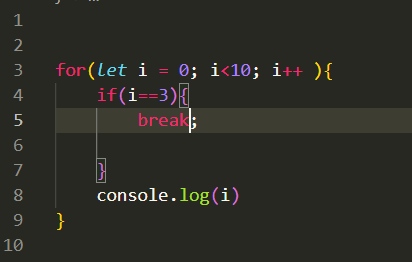 1
2
3 for(let i = 0; i<10; i++ ){
4 if(i==3){
5 break;
6
7 }
8 console.log(i)
9 }
10